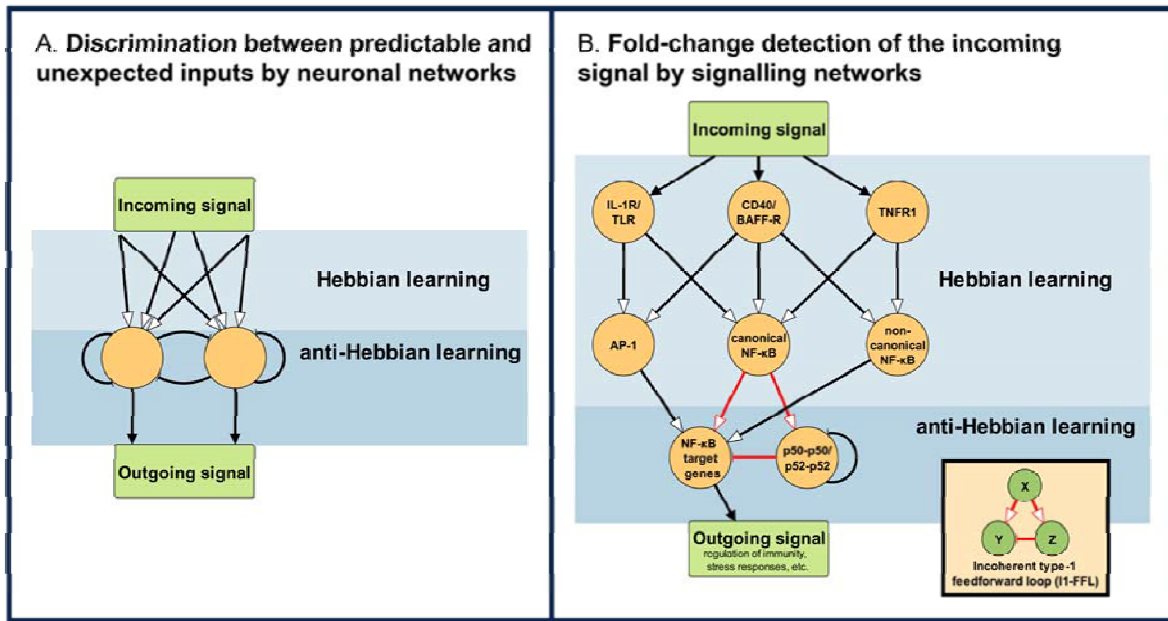 A. Discrimination between predictable and
unexpected inputs by neuronal networks
Incoming signal
Hebbian learning
anti-Hebbian learning
Outgoing signal
B. Fold-change detection of the incoming
signal by signalling networks
Incoming signal
IL-1R/
TLR
CD40/
BAFF-R
TNFR1
Hebbian learning
AP-1
canonical
NF-κB
non-
canonical
NF-κB
anti-Hebbian learning
NF-κB
target
genes
p50-p50/
p52-p52
Outgoing signal
regulation of immunity,
stress responses, etc.
X
Y
Z
Incoherent type-1
feedforward loop (I1-FFL)